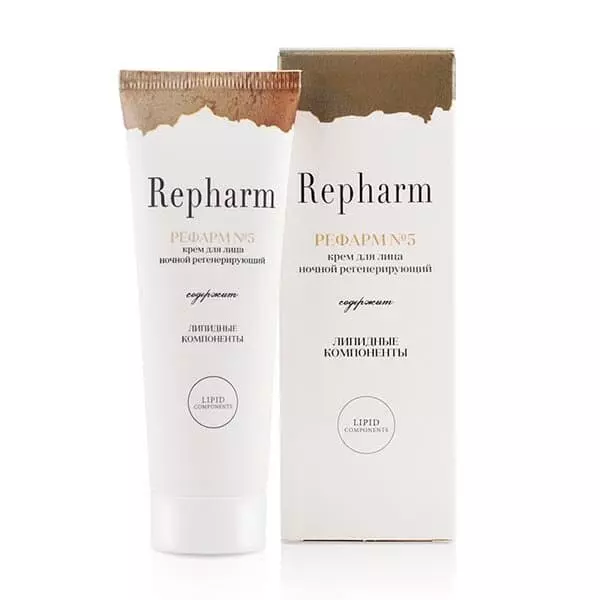 Repharm
РЕФАРМ №5
крем для лица
ночной регенерирующий
содержит
ЛИПИДНЫЕ
КОМПОНЕНТЫ
LIPID
COMPONENTS
Repharm
РЕФАРМ №5
крем для лица
ночной регенерирующий
содержит
ЛИПИДНЫЕ
КОМПОНЕНТЫ
LIPID
COMPONENTS